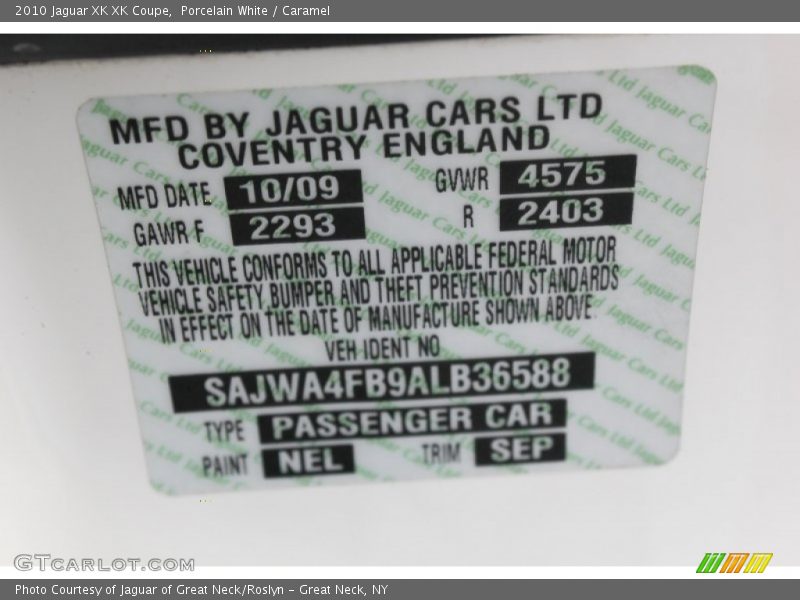 2010 Jaguar XK XK Coupe, Porcelain White / Caramel
MFD BY JAGUAR CARS LTD
COVENTRY ENGLAND
MFD DATE 10/09 GVWR 4575
GAWR F 2293 R 2403
THIS VEHICLE CONFORMS TO ALL APPLICABLE FEDERAL MOTOR
VEHICLE SAFETY, BUMPER AND THEFT PREVENTION STANDARDS
IN EFFECT ON THE DATE OF MANUFACTURE SHOWN ABOVE.
VEH IDENT NO
SAJWA4FB9ALB36588
TYPE PASSENGER CAR
PAINT NEL TRIM SEP
GTCARLOT.COM
Photo Courtesy of Jaguar of Great Neck/Roslyn – Great Neck, NY